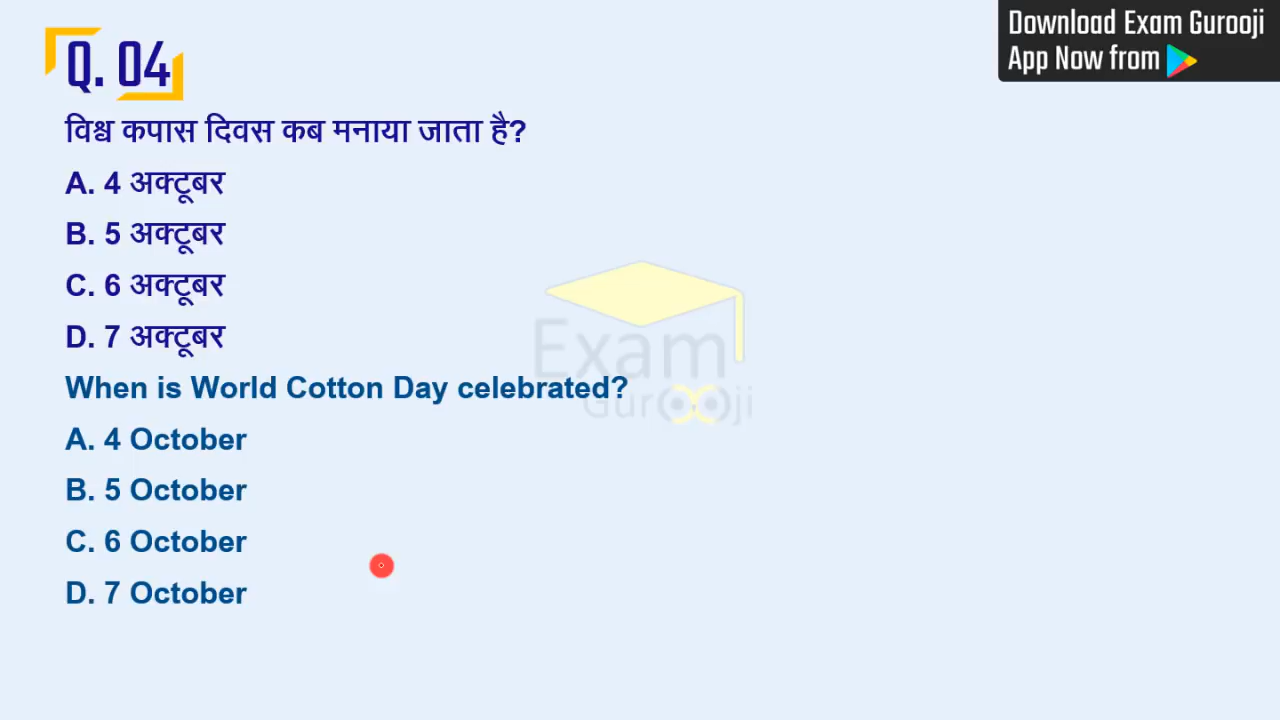 Download Exam Gurooji
App Now from
Q. 04
विश्व कपास दिवस कब मनाया जाता है?
A. 4 अक्टूबर
B. 5 अक्टूबर
C. 6 अक्टूबर
D. 7 अक्टूबर
When is World Cotton Day celebrated?
A. 4 October
B. 5 October
C. 6 October
D. 7 October
Exam
Gurooji